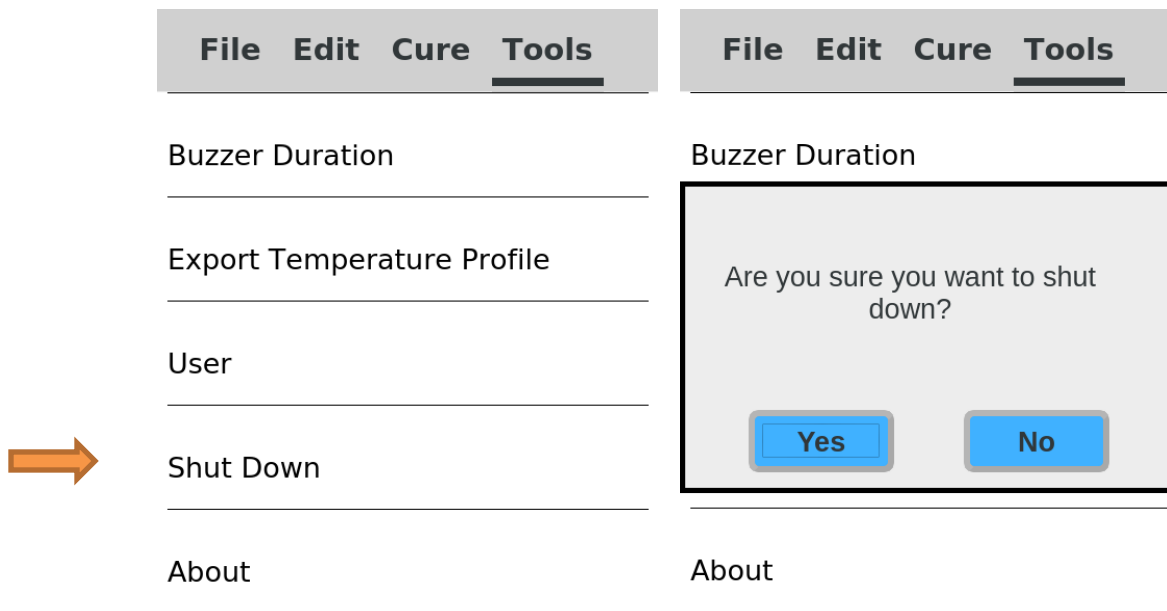 File Edit Cure Tools
Buzzer Duration
Export Temperature Profile
User
Shut Down
About
File Edit Cure Tools
Buzzer Duration
Are you sure you want to shut
down?
Yes No
About